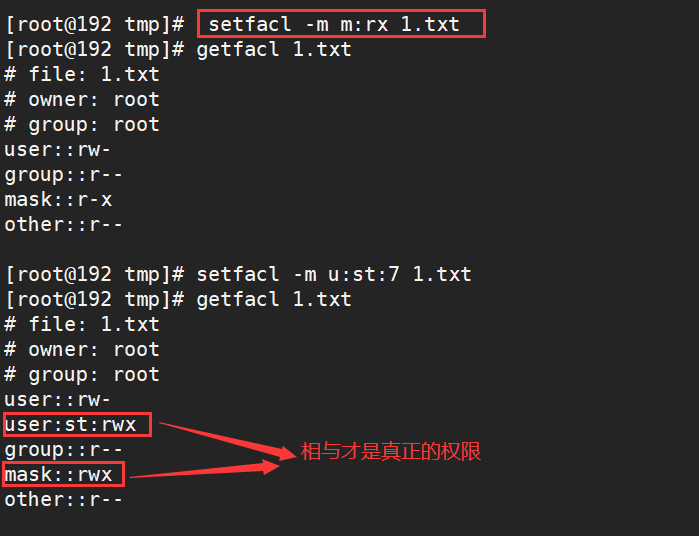 [root@192 tmp]# setfacl -m m:rx 1.txt
[root@192 tmp]# getfacl 1.txt
# file: 1.txt
# owner: root
# group: root
user::rw-
group::r--
mask::r-x
other::r--
[root@192 tmp]# setfacl -m u:st:7 1.txt
[root@192 tmp]# getfacl 1.txt
# file: 1.txt
# owner: root
# group: root
user::rw-
user:st:rwx
group::r--
相与才是真正的权限
mask::rwx
other::r--